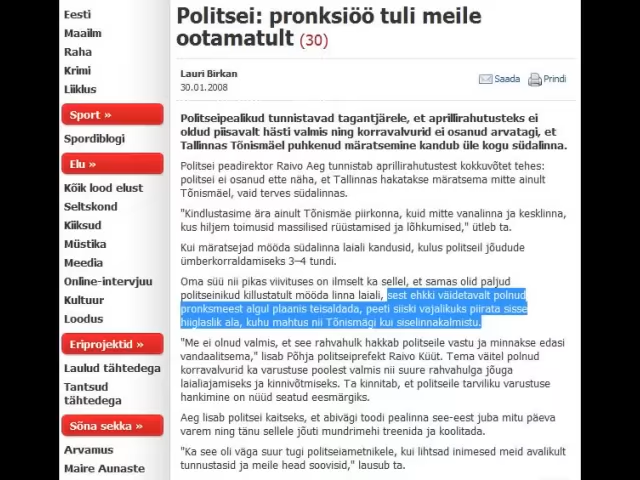 Eesti
Maailm
Raha
Krimi
Liiklus
Sport »
Spordiblogi
Elu »
Kõik lood elust
Seltskond
Kiiksud
Müstika
Meedia
Online-intervjuu
Kultuur
Loodus
Eriprojektid »
Laulud tähtedega
Tantsud
tähtedega
Sõna sekka »
Arvamus
Maire Aunaste
Politsei: pronksiöö tuli meile
ootamatult (30)
Lauri Birkan
30.01.2008
Saada Prindi
Politseipealikud tunnistavad tagantjärele, et aprillirahutusteks ei
oldud piisavalt hästi valmis ning korravalvurid ei osanud arvatagi, et
Tallinnas Tõnismäel puhkenud märatsemine kandub üle kogu südalinna.
Politsei peadirektor Raivo Aeg tunnistab aprillirahutustest kokkuvõtet tehes:
politsei ei osanud ette näha, et Tallinnas hakatakse märatsema mitte ainult
Tõnismäel, vaid terves südalinnas.
"Kindlustasime ära ainult Tõnismäe piirkonna, kuid mitte vanalinna ja kesklinna,
kus hiljem toimusid massilised rüüstamised ja lõhkumised," ütleb ta.
Kui märatsejad mööda südalinna laiali kandusid, kulus politseil jõudude
ümberkorraldamiseks 3–4 tundi.
Oma süü nii pikas viivituses on ilmselt ka sellel, et samas olid paljud
politseinikud killustatult mööda linna laiali, sest ehkki väidetavalt polnud
pronksmeest algul plaanis teisaldada, peeti siiski vajalikuks piirata sisse
hiiglaslik ala, kuhu mahtus nii Tõnismägi kui siselinnakalmistu.
"Me ei olnud valmis, et see rahvahulk hakkab politseile vastu ja minnakse edasi
vandaalitsema," lisab Põhja politseiprefekt Raivo Küüt. Tema väitel polnud
korravalvurid ka varustuse poolest valmis nii suure rahvahulga jõuga
laialiajamiseks ja kinnivõtmiseks. Ta kinnitab, et politseile tarviliku varustuse
hankimine on nüüd seatud eesmärgiks.
Aeg lisab politsei kaitseks, et abivägi toodi pealinna see-eest juba mitu päeva
varem ning tänu sellele jõuti mundrimehi treenida ja koolitada.
"Ka see oli väga suur tugi politseiametnikele, kui lihtsad inimesed meid avalikult
tunnustasid ja meile head soovisid," lausub ta.